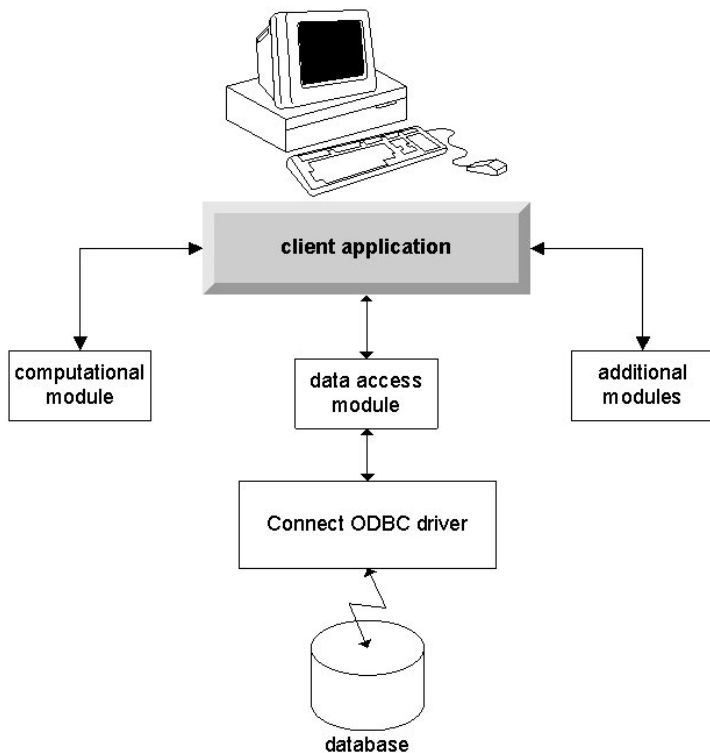 client application
computational
module
data access
module
additional
modules
Connect ODBC driver
database